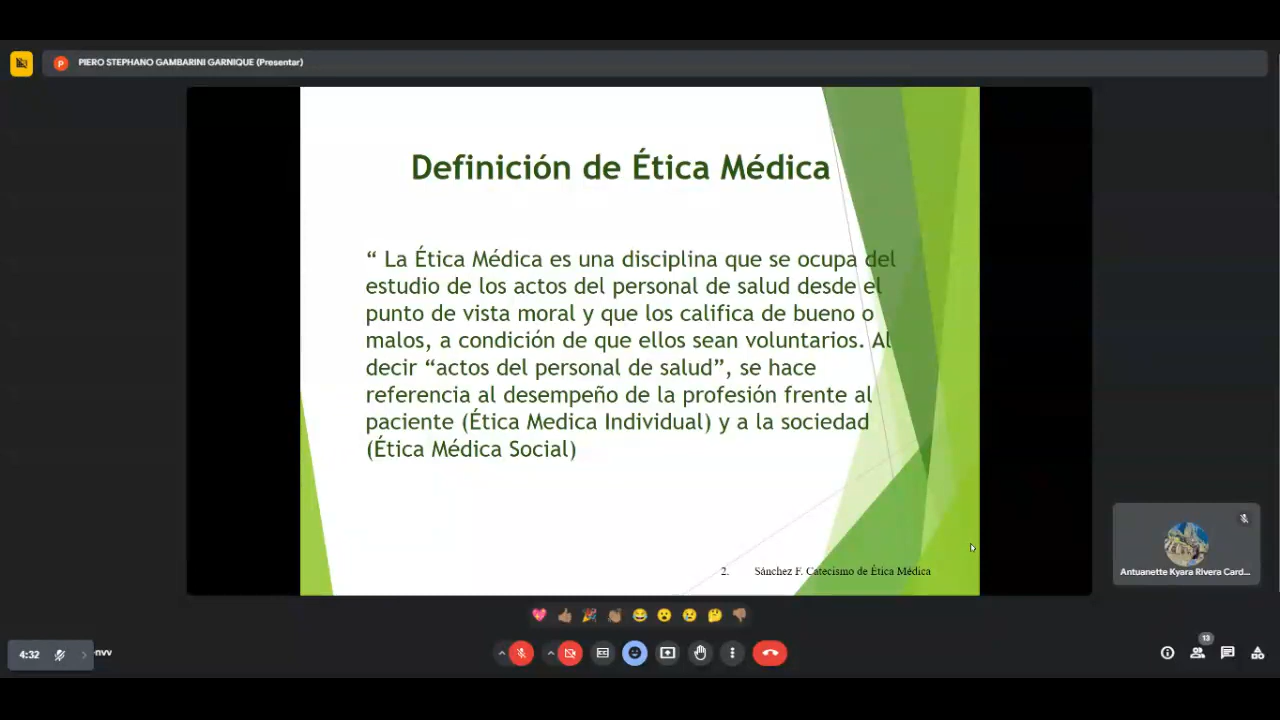 PIERO STEPHANO GAMBARINI GARNIQUE (Presentar)
Definición de Ética Médica
“ La Ética Médica es una disciplina que se ocupa del
estudio de los actos del personal de salud desde el
punto de vista moral y que los califica de bueno o
malos, a condición de que ellos sean voluntarios. Al
decir “actos del personal de salud”, se hace
referencia al desempeño de la profesión frente al
paciente (Ética Medica Individual) y a la sociedad
(Ética Médica Social)
2. Sánchez F. Catecismo de Ética Médica
Antuanette Kyara Rivera Card...
4:32
13